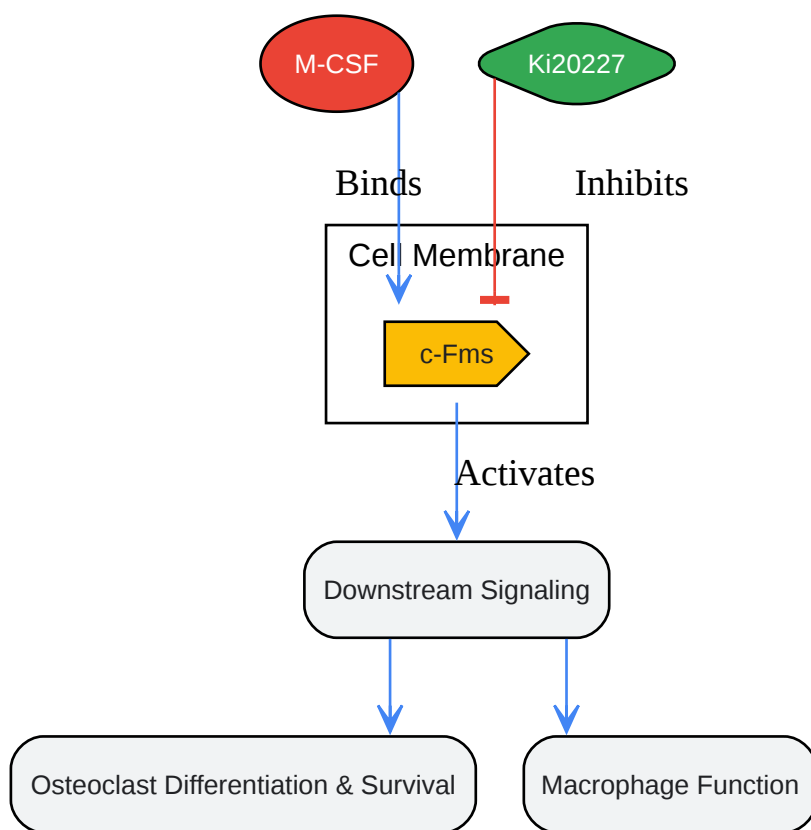 M-CSF
Ki20227
Binds
Inhibits
Cell Membrane
c-Fms
Activates
Downstream Signaling
Osteoclast Differentiation & Survival
Macrophage Function